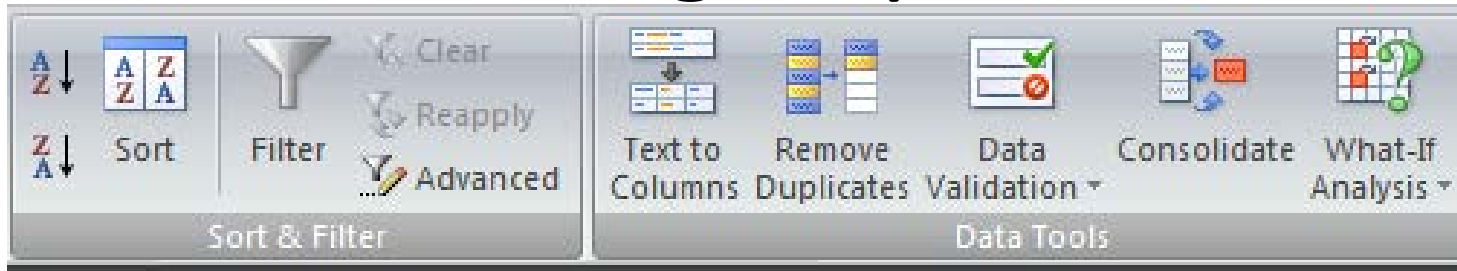 Sort
Filter
Clear
Reapply
Advanced
Sort & Filter
Text to
Columns
Remove
Duplicates
Data
Validation
Consolidate
What-If
Analysis
Data Tools